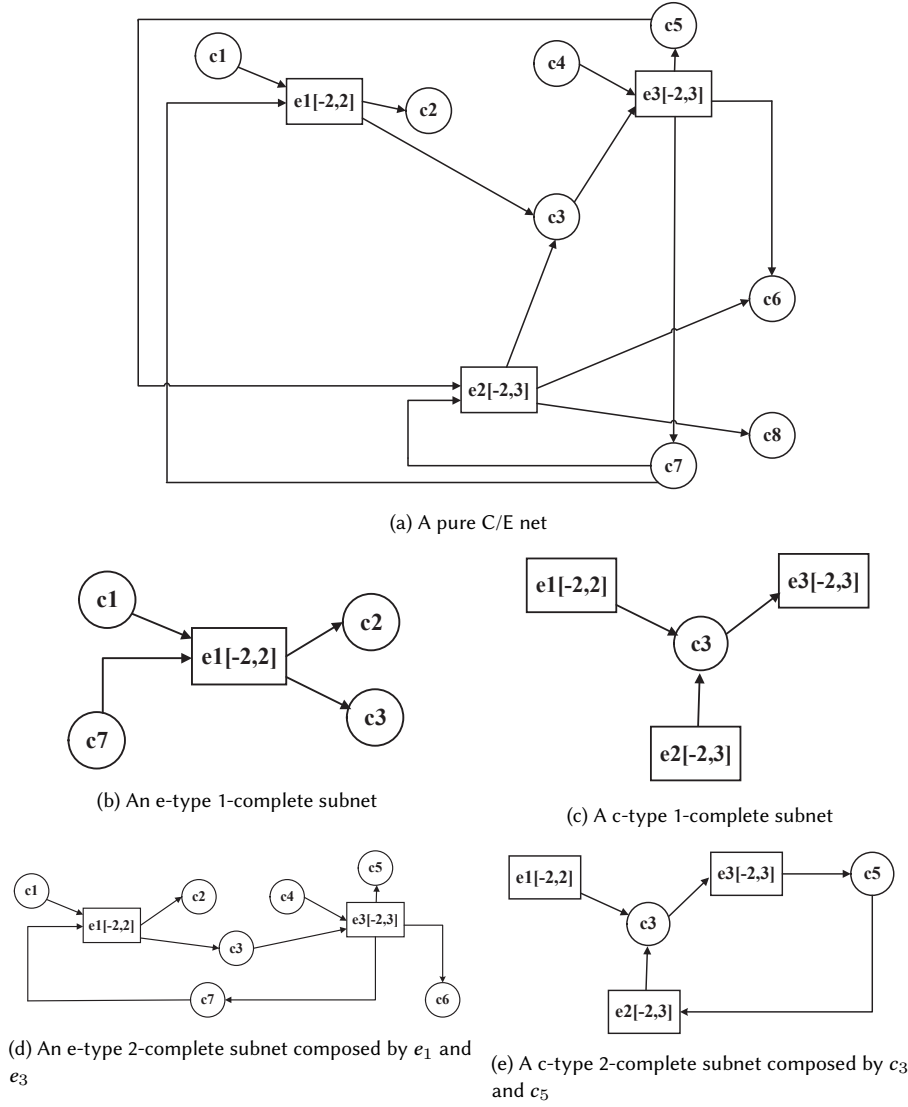 c5
c1
c4
e3[-2,3]
e1[-2,2]
c2
c3
c6
e2[-2,3]
c8
c7
(a) A pure C/E net
c1
c2
e1[-2,2]
c3
c7
(b) An e-type 1-complete subnet
e1[-2,2]
e3[-2,3]
c3
e2[-2,3]
(c) A c-type 1-complete subnet
c1
c2
c4
c5
e1[-2,2]
e3[-2,3]
c3
c7
c6
(d) An e-type 2-complete subnet composed by e₁ and
e₃
e1[-2,2]
e3[-2,3]
c5
c3
e2[-2,3]
(e) A c-type 2-complete subnet composed by c₃
and c₅